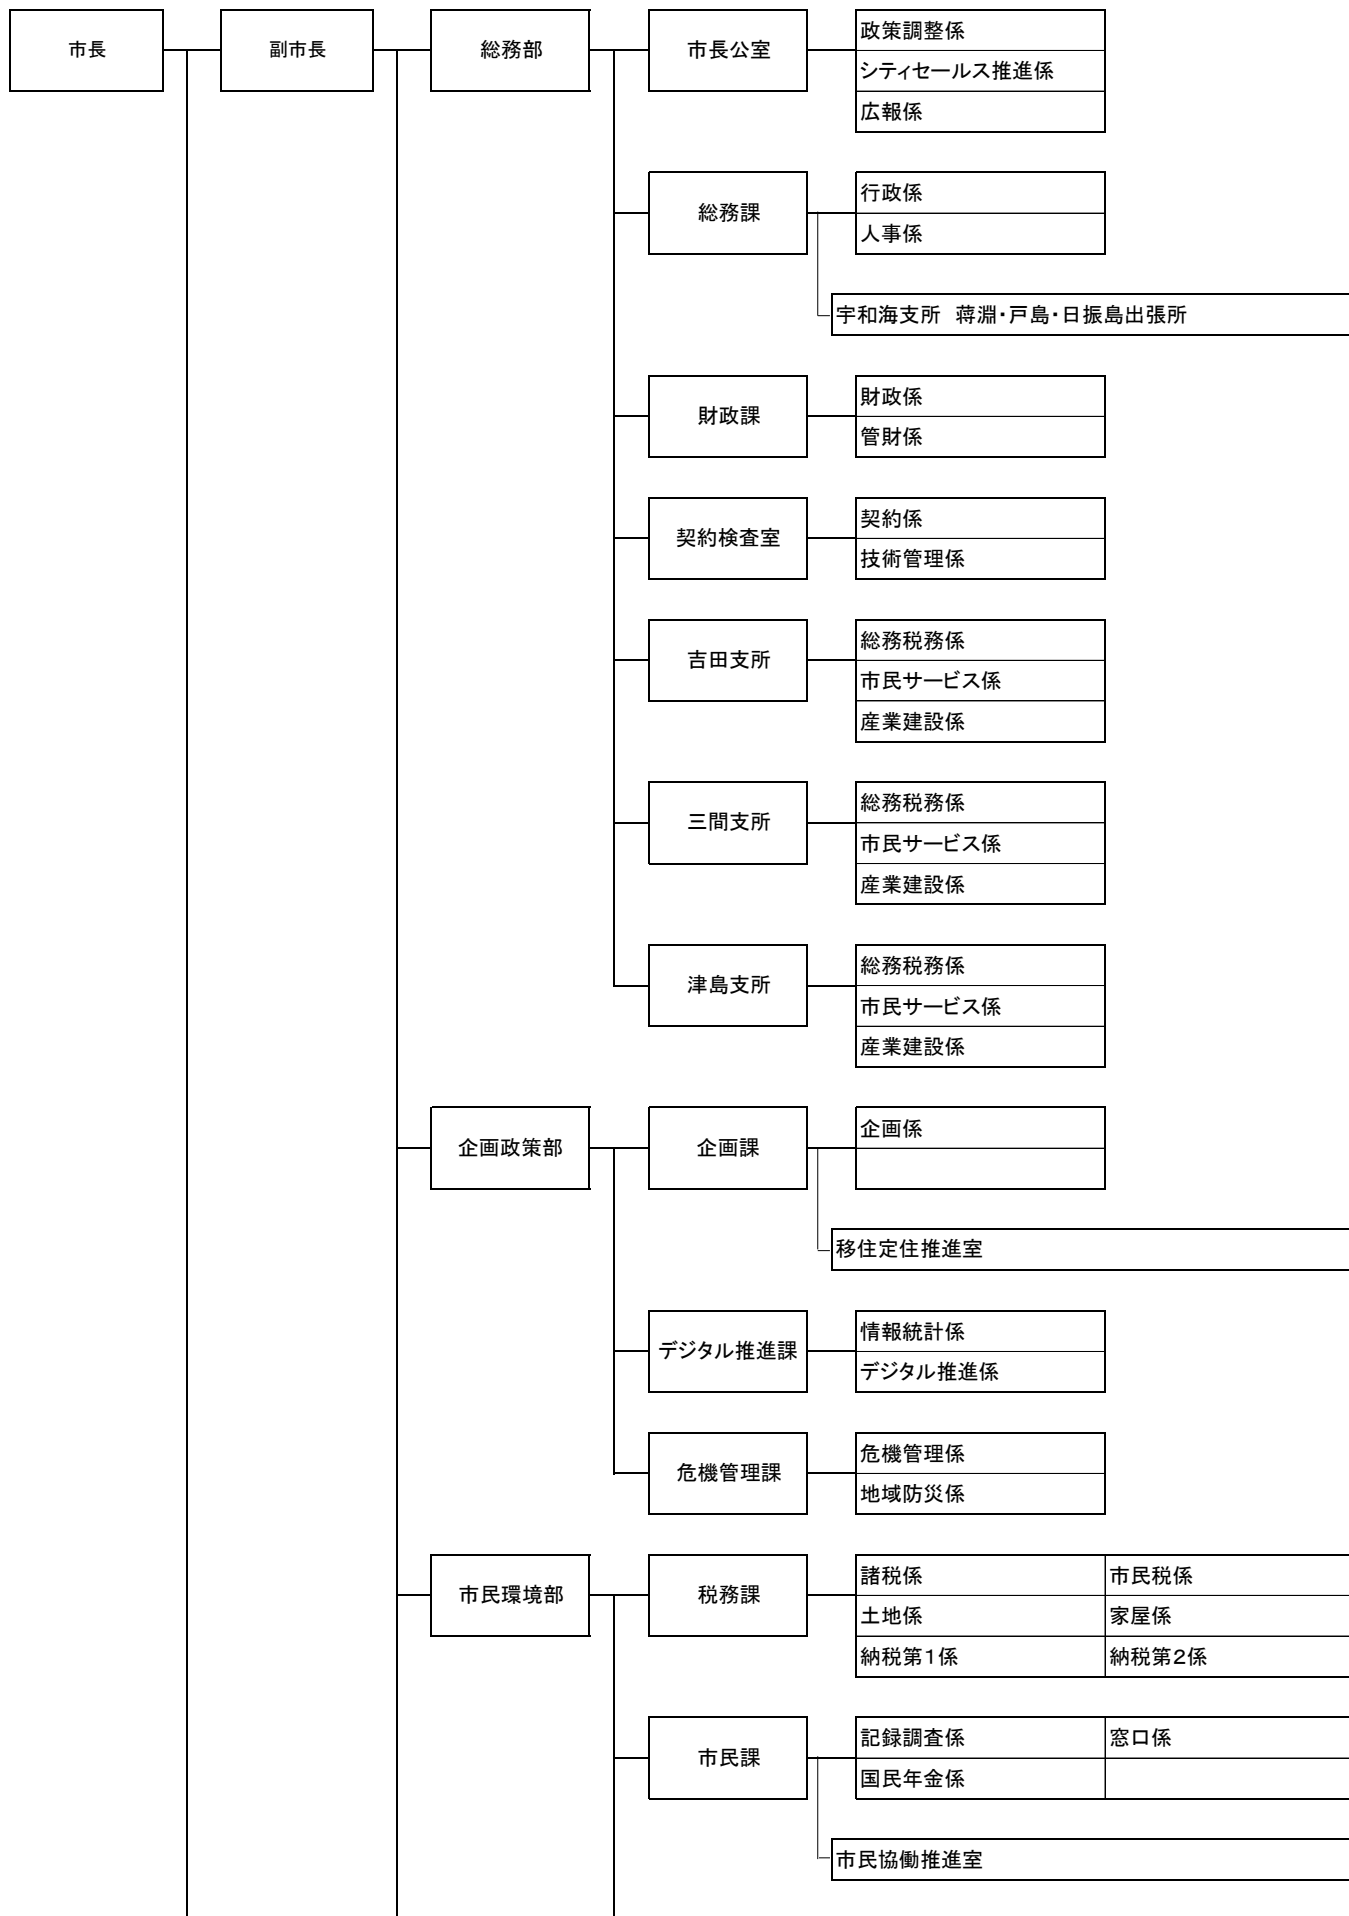 市長
副市長
総務部
市長公室
政策調整係
シティセールス推進係
広報係
総務課
行政係
人事係
宇和海支所　蒋淵・戸島・日振島出張所
財政課
財政係
管財係
契約検査室
契約係
技術管理係
吉田支所
総務税務係
市民サービス係
産業建設係
三間支所
総務税務係
市民サービス係
産業建設係
津島支所
総務税務係
市民サービス係
産業建設係
企画政策部
企画課
企画係
移住定住推進室
デジタル推進課
情報統計係
デジタル推進係
危機管理課
危機管理係
地域防災係
市民環境部
税務課
諸税係　市民税係
土地係　家屋係
納税第1係　納税第2係
市民課
記録調査係　窓口係
国民年金係
市民協働推進室